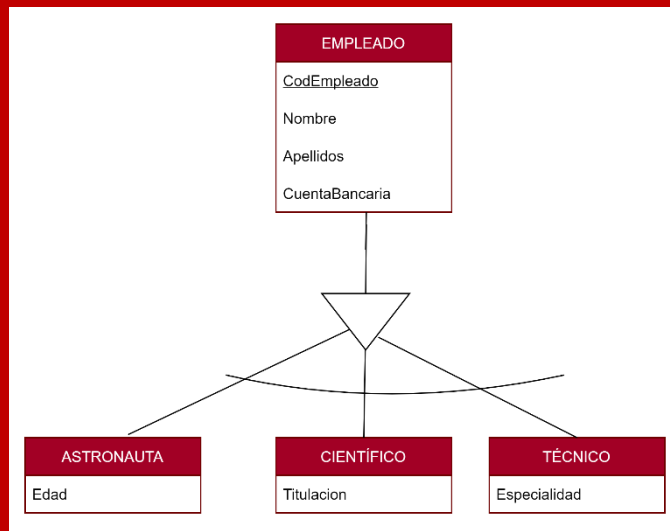 EMPLEADO
CodEmpleado
Nombre
Apellidos
CuentaBancaria
ASTRONAUTA
CIENTÍFICO
TÉCNICO
Edad
Titulacion
Especialidad